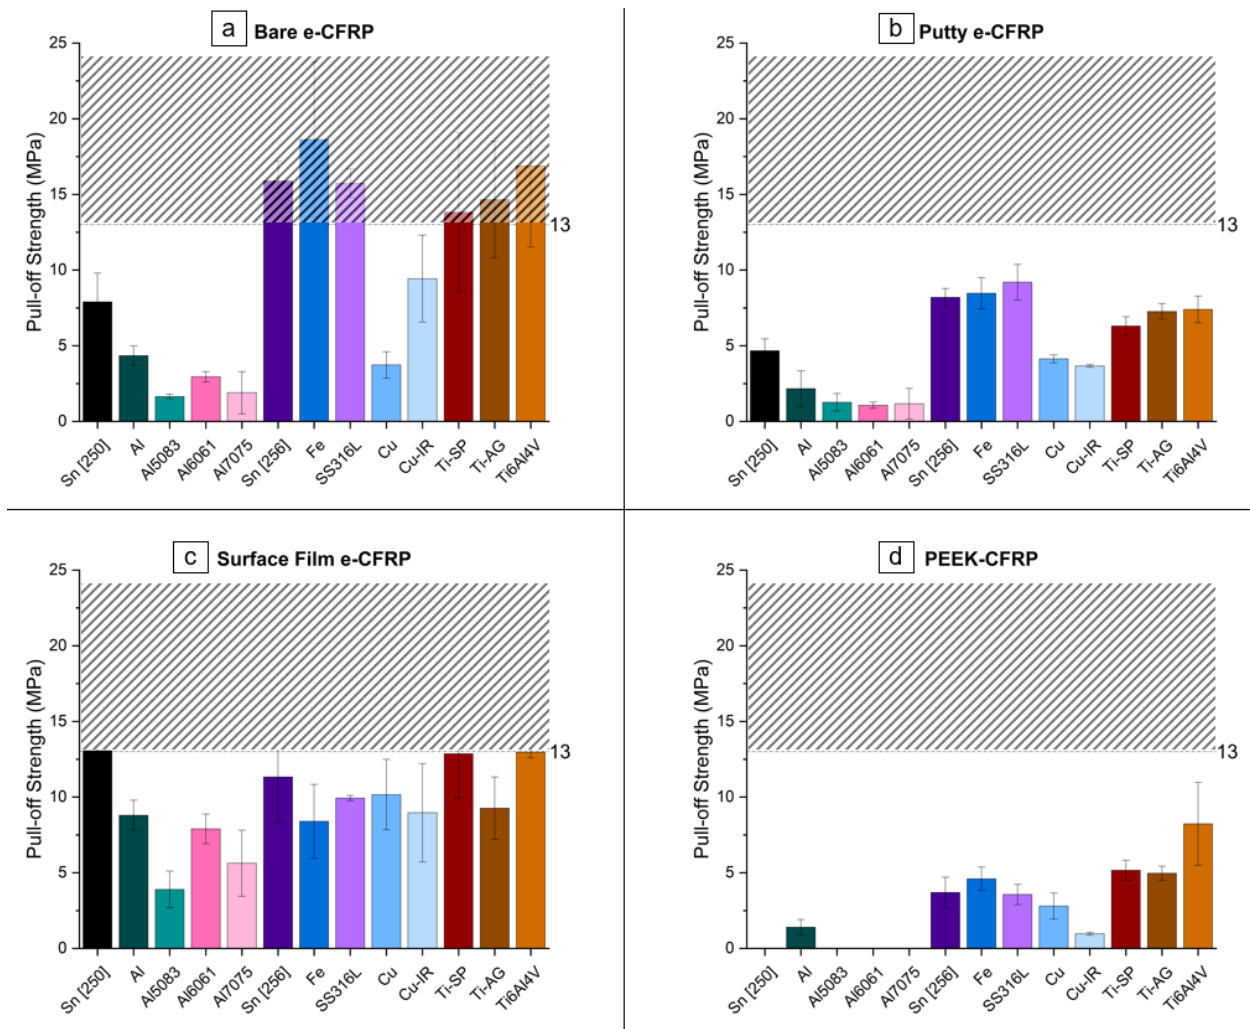 a Bare e-CFRP
25
20
15
10
5
0
Pull-off Strength (MPa)
13
Sn [250]
Al
Al5083
Al6061
Al7075
Sn [256]
Fe
SS316L
Cu
Cu-IR
Ti-SP
Ti-AG
Ti6Al4V
b Putty e-CFRP
25
20
15
10
5
0
Pull-off Strength (MPa)
13
Sn [250]
Al
Al5083
Al6061
Al7075
Sn [256]
Fe
SS316L
Cu
Cu-IR
Ti-SP
Ti-AG
Ti6Al4V
c Surface Film e-CFRP
25
20
15
10
5
0
Pull-off Strength (MPa)
13
Sn [250]
Al
Al5083
Al6061
Al7075
Sn [256]
Fe
SS316L
Cu
Cu-IR
Ti-SP
Ti-AG
Ti6Al4V
d PEEK-CFRP
25
20
15
10
5
0
Pull-off Strength (MPa)
13
Sn [250]
Al
Al5083
Al6061
Al7075
Sn [256]
Fe
SS316L
Cu
Cu-IR
Ti-SP
Ti-AG
Ti6Al4V